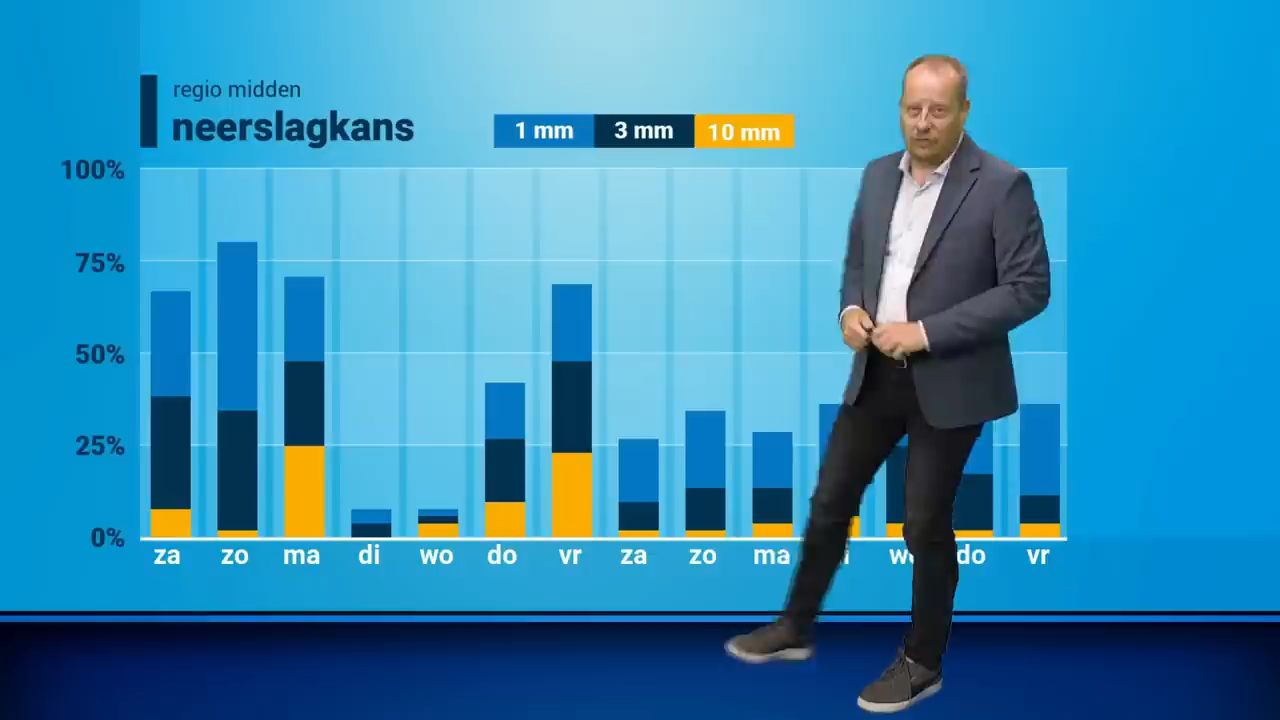 regio midden
neerslagkans
1 mm 3 mm 10 mm
100%
75%
50%
25%
0%
za zo ma di wo do vr za zo ma do vr